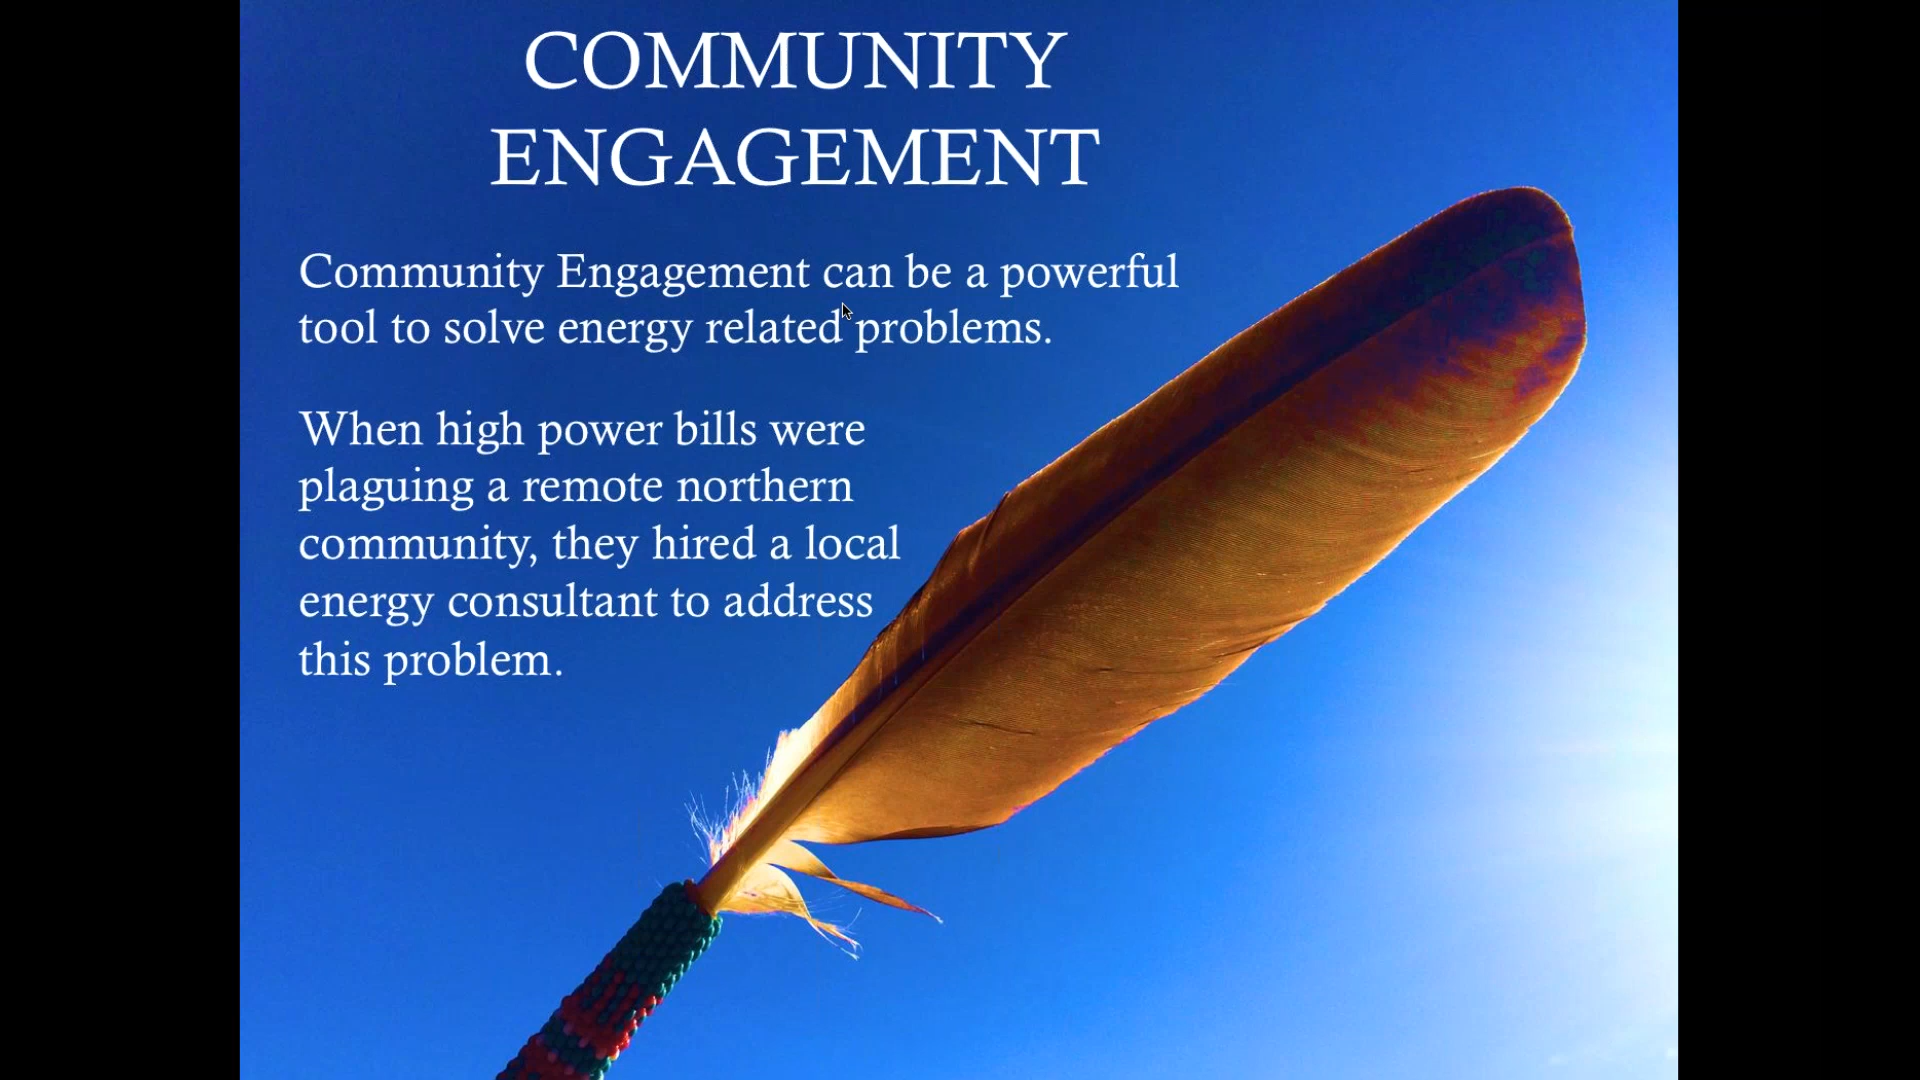 COMMUNITY
ENGAGEMENT
Community Engagement can be a powerful
tool to solve energy related problems.
When high power bills were
plaguing a remote northern
community, they hired a local
energy consultant to address
this problem.